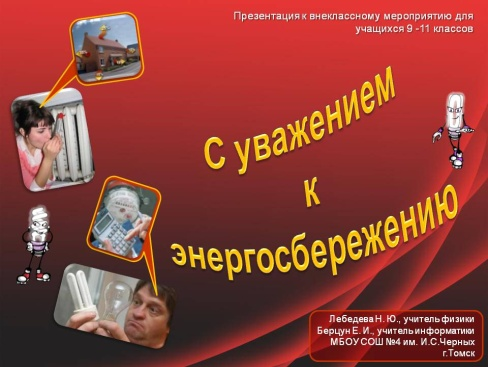 Презентация к внеклассному мероприятию для
учащихся 9 -11 классов
С уважением
к
энергосбережению
Лебедева Н. Ю., учитель физики
Берцун Е. И., учитель информатики
МБОУ СОШ №4 им. И.С.Черных
г.Томск